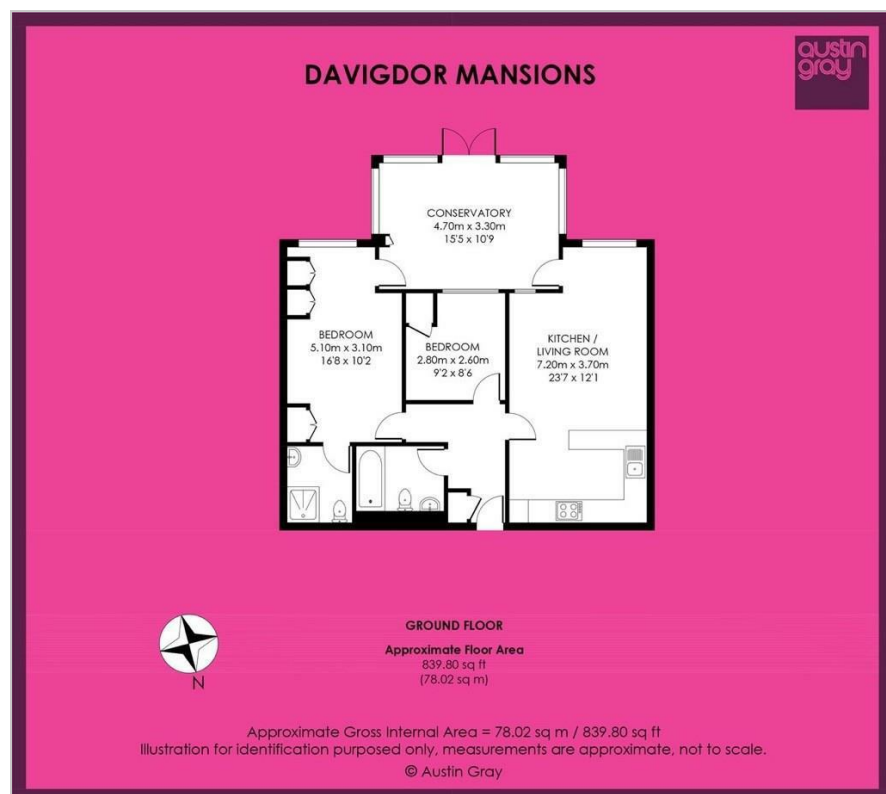 austin
gray
DAVIGDOR MANSIONS
CONSERVATORY
4.70m x 3.30m
15'5 x 10'9
BEDROOM
5.10m x 3.10m
16'8 x 10'2
BEDROOM
2.80m x 2.60m
9'2 x 8'6
KITCHEN /
LIVING ROOM
7.20m x 3.70m
23'7 x 12'1
N
GROUND FLOOR
Approximate Floor Area
839.80 sq ft
(78.02 sq m)
Approximate Gross Internal Area = 78.02 sq m / 839.80 sq ft
Illustration for identification purposed only, measurements are approximate, not to scale.
© Austin Gray